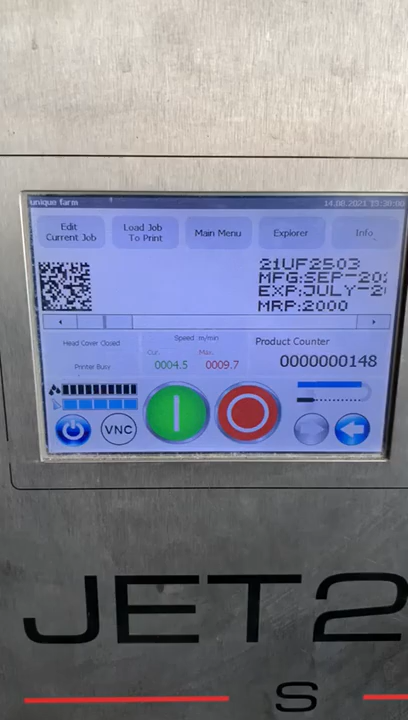 unique farm 14.08.2021 13:30:00
Edit Current Job
Load Job To Print
Main Menu
Explorer
Info
21UF2503
MFG:SEP-202
EXP:JULY-2
MRP:2000
Head Cover Closed
Printer Busy
Speed m/min
Cur. Max.
0004.5 0009.7
Product Counter
0000000148
VNC
JET2
S